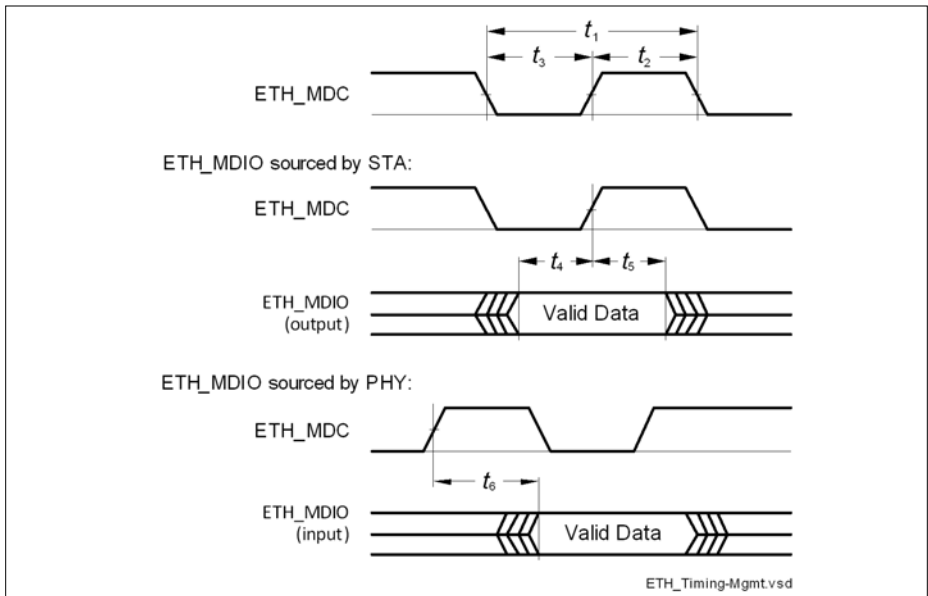 t1
t3 t2
ETH_MDC
ETH_MDIO sourced by STA:
ETH_MDC
t4 t5
ETH_MDIO
(output)
Valid Data
ETH_MDIO sourced by PHY:
ETH_MDC
t6
ETH_MDIO
(input)
Valid Data
ETH_Timing-Mgmt.vsd